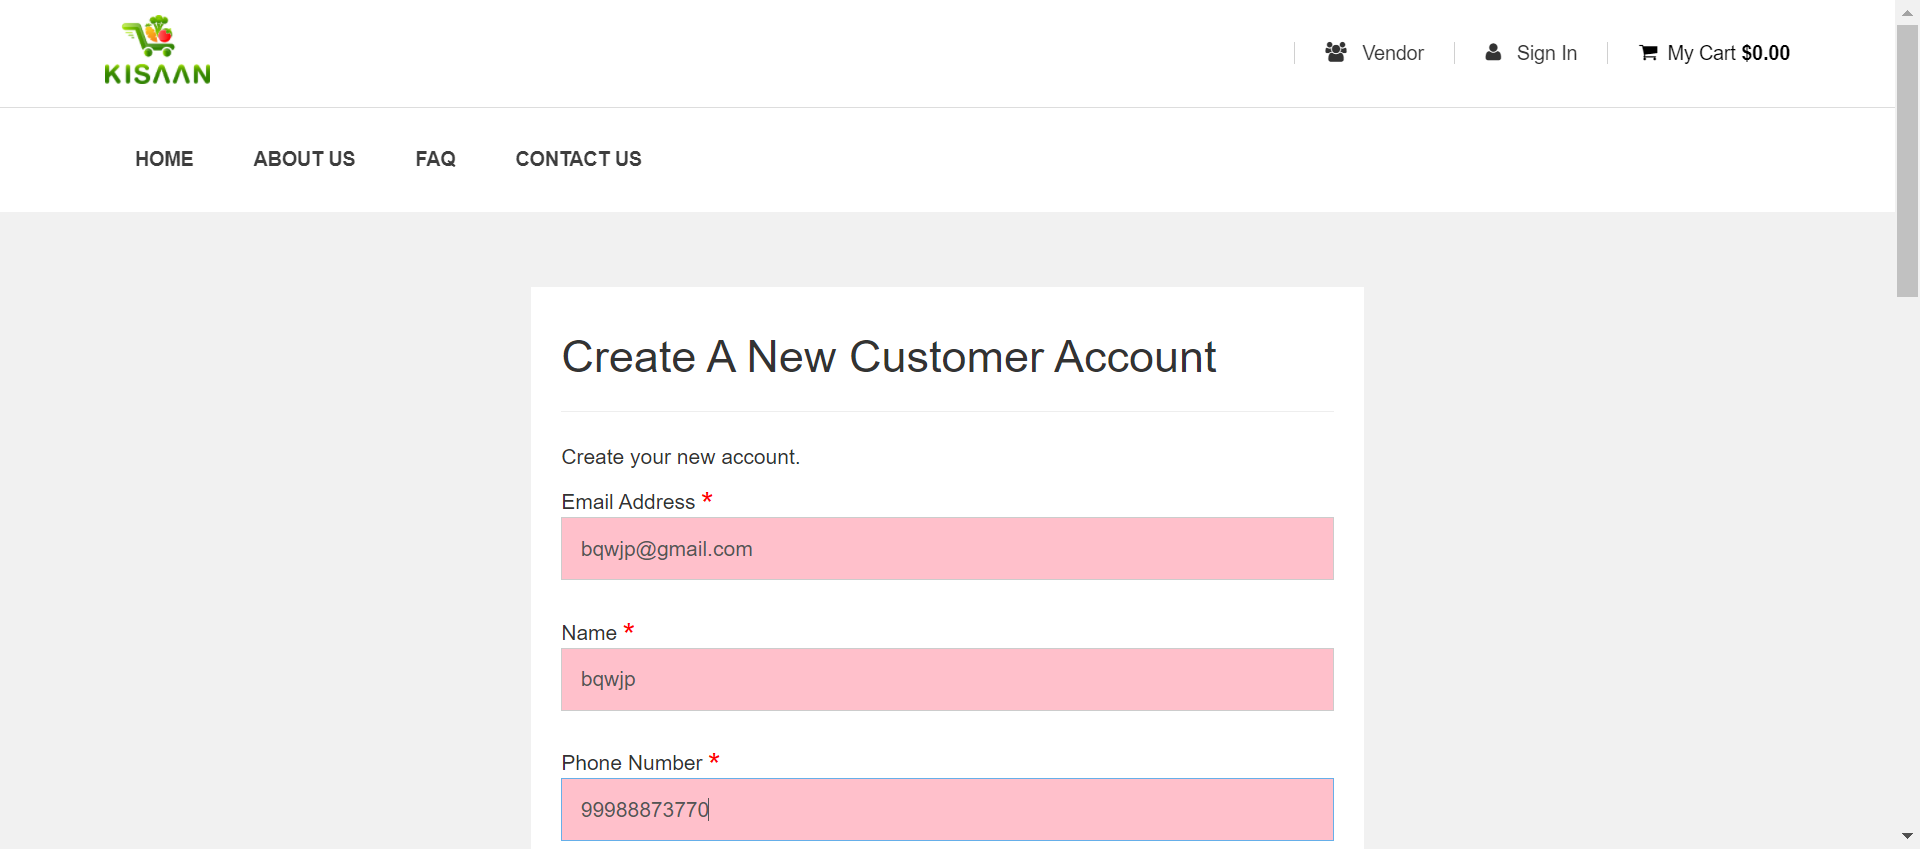 KISAAN
Vendor
Sign In
My Cart $0.00
HOME
ABOUT US
FAQ
CONTACT US
Create A New Customer Account
Create your new account.
Email Address *
bqwjp@gmail.com
Name *
bqwjp
Phone Number *
99988873770